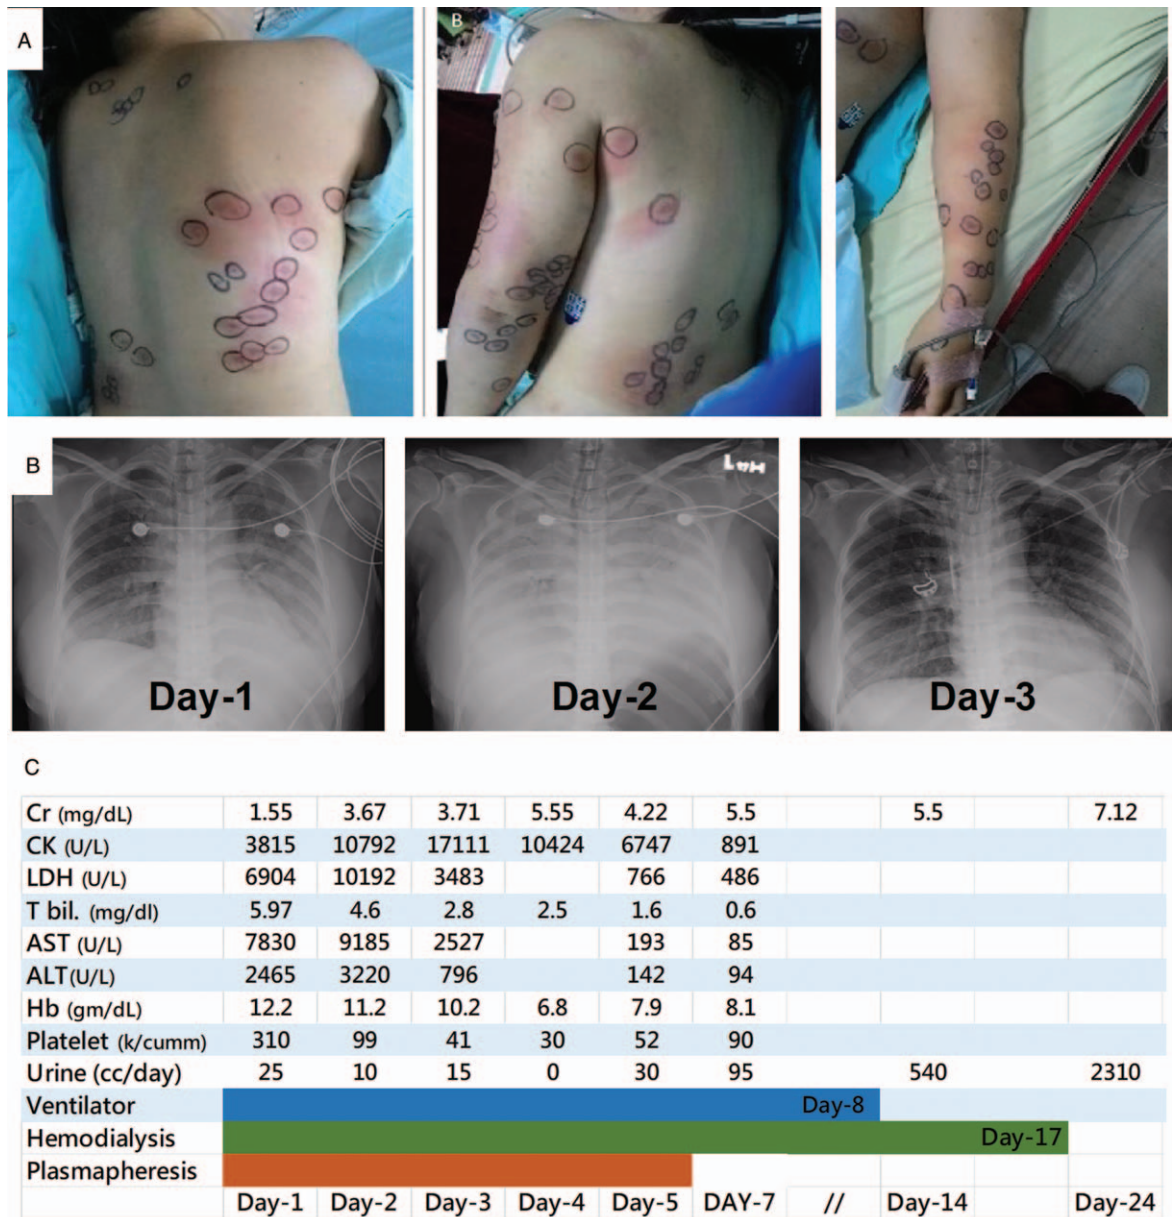 A
B
B
LUH
Day-1 Day-2 Day-3
C
Cr (mg/dL) 1.55 3.67 3.71 5.55 4.22 5.5 5.5 7.12
CK (U/L) 3815 10792 17111 10424 6747 891
LDH (U/L) 6904 10192 3483 766 486
T bil. (mg/dl) 5.97 4.6 2.8 2.5 1.6 0.6
AST (U/L) 7830 9185 2527 193 85
ALT(U/L) 2465 3220 796 142 94
Hb (gm/dL) 12.2 11.2 10.2 6.8 7.9 8.1
Platelet (k/cumm) 310 99 41 30 52 90
Urine (cc/day) 25 10 15 0 30 95 540 2310
Ventilator Day-8
Hemodialysis Day-17
Plasmapheresis
Day-1 Day-2 Day-3 Day-4 Day-5 DAY-7 // Day-14 Day-24